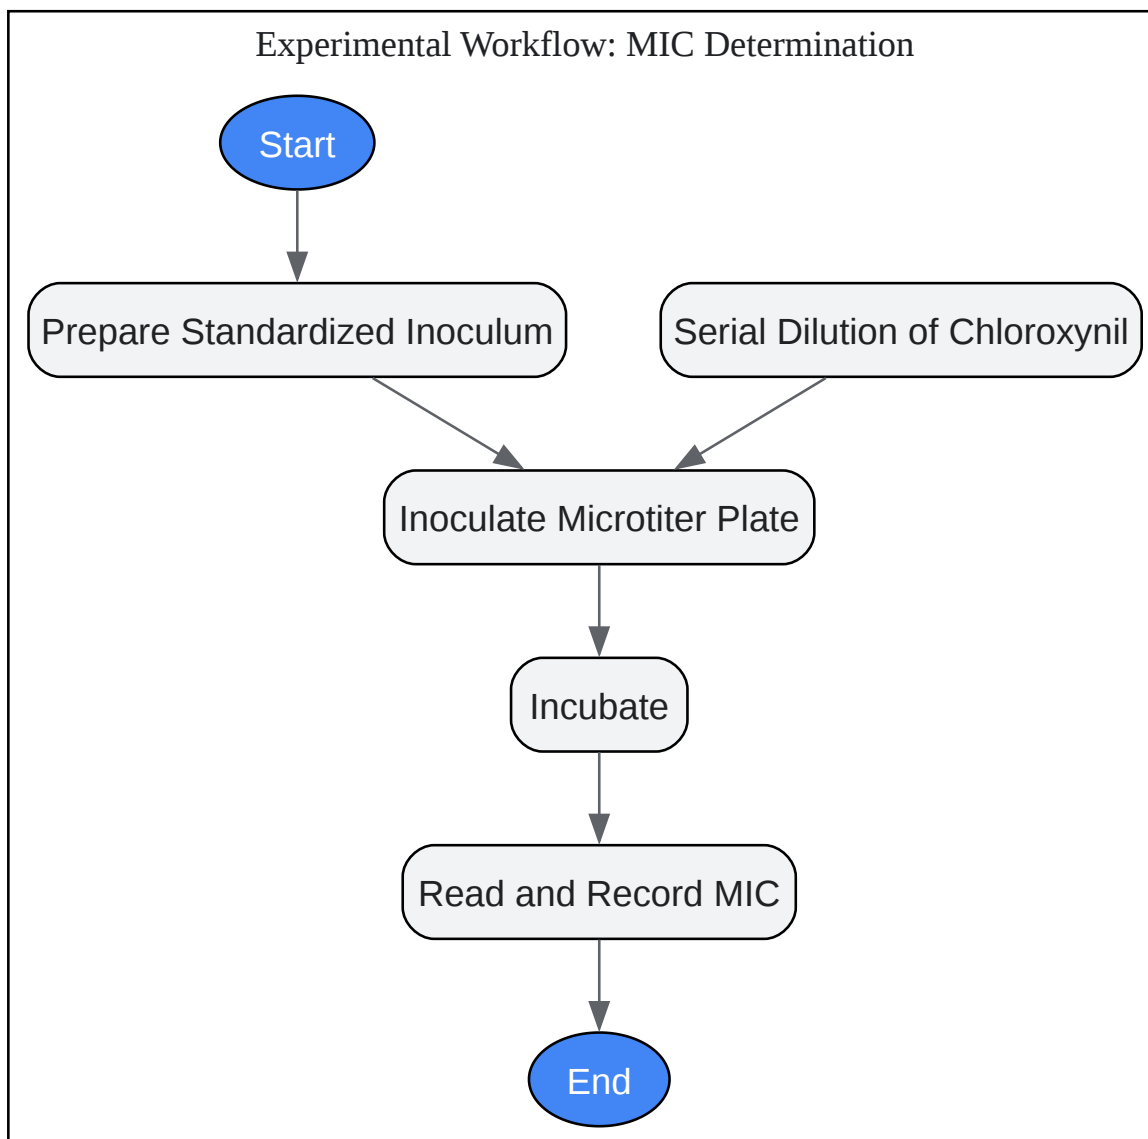 Experimental Workflow: MIC Determination
Start
Prepare Standardized Inoculum
Serial Dilution of Chloroxynil
Inoculate Microtiter Plate
Incubate
Read and Record MIC
End